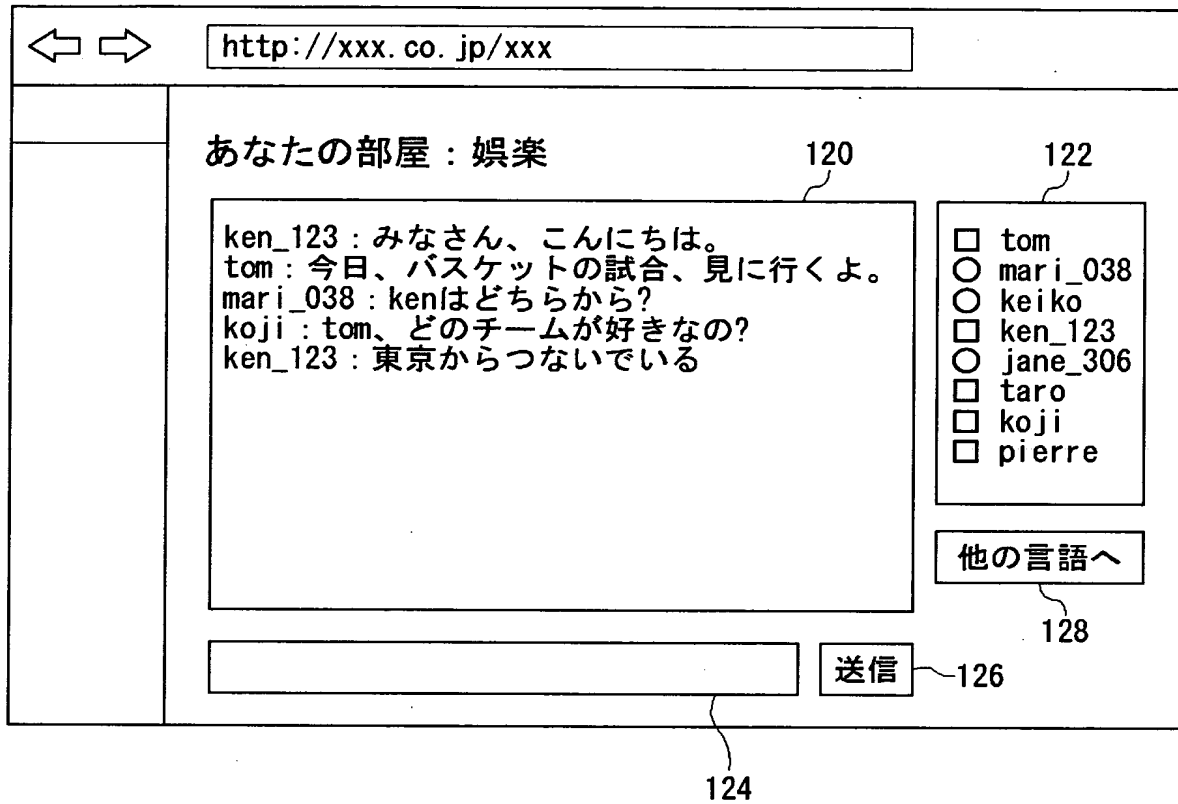 http://xxx.co.jp/xxx
あなたの部屋：娯楽
120
122
ken_123：みなさん、こんにちは。
tom：今日、バスケットの試合、見に行くよ。
mari_038：kenはどちらから?
koji：tom、どのチームが好きなの?
ken_123：東京からつないでいる
□ tom
○ mari_038
○ keiko
□ ken_123
○ jane_306
□ taro
□ koji
□ pierre
他の言語へ
128
送信
126
124